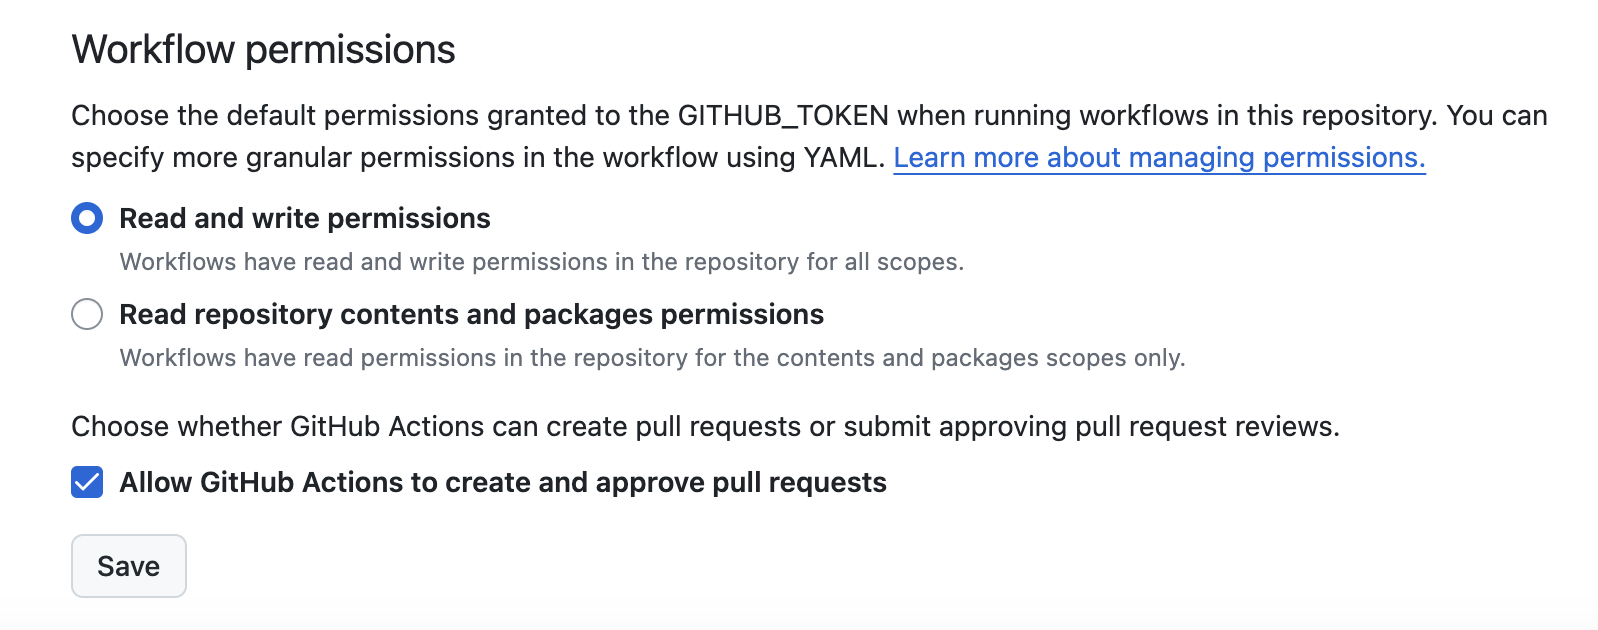 Workflow permissions
Choose the default permissions granted to the GITHUB_TOKEN when running workflows in this repository. You can
specify more granular permissions in the workflow using YAML. Learn more about managing permissions.
Read and write permissions
Workflows have read and write permissions in the repository for all scopes.
Read repository contents and packages permissions
Workflows have read permissions in the repository for the contents and packages scopes only.
Choose whether GitHub Actions can create pull requests or submit approving pull request reviews.
Allow GitHub Actions to create and approve pull requests
Save